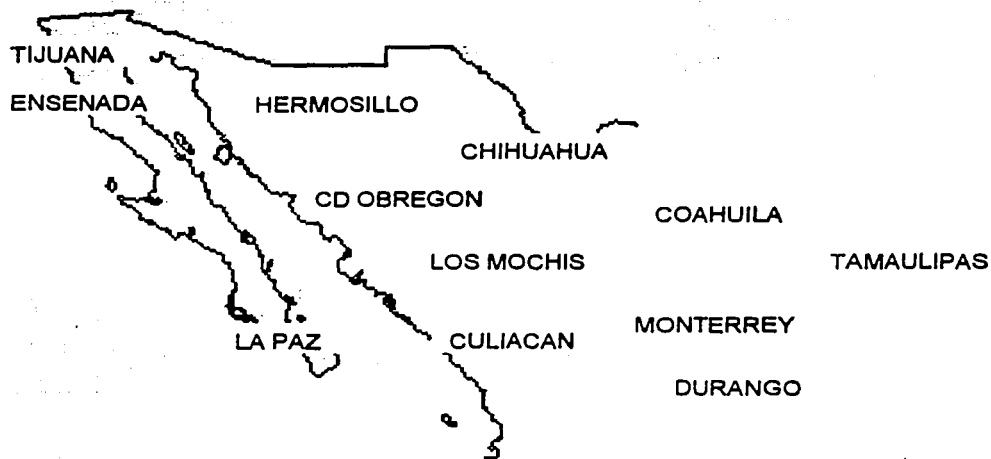 TIJUANA
ENSENADA
HERMOSILLO
CHIHUAHUA
CD OBREGON
COAHUILA
LOS MOCHIS
TAMAULIPAS
LA PAZ
CULIACAN
MONTERREY
DURANGO